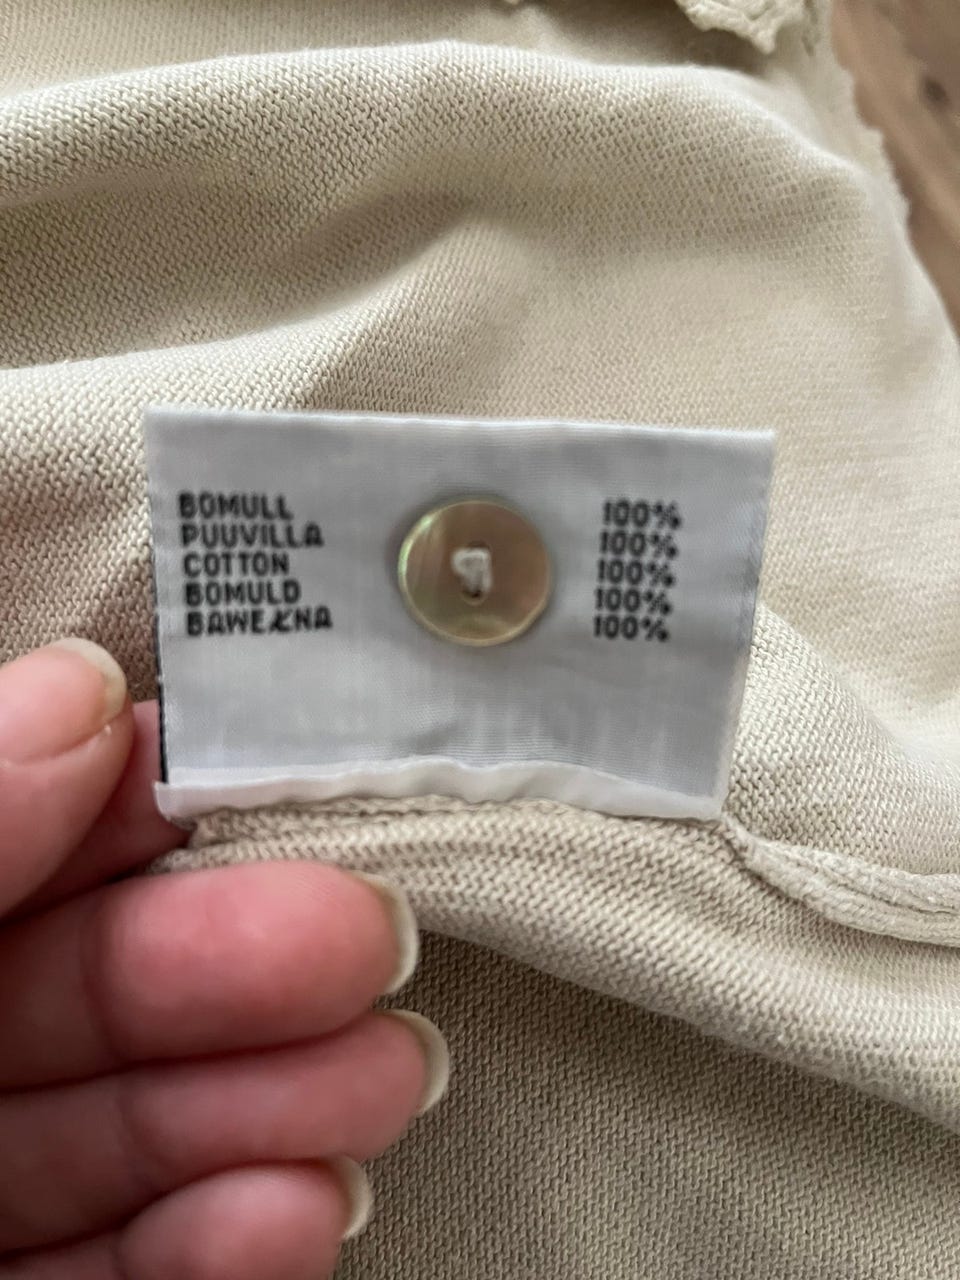 BOMULL 100%
PUUVILLA 100%
COTTON 100%
BOMULD 100%
BAWEŁNA 100%